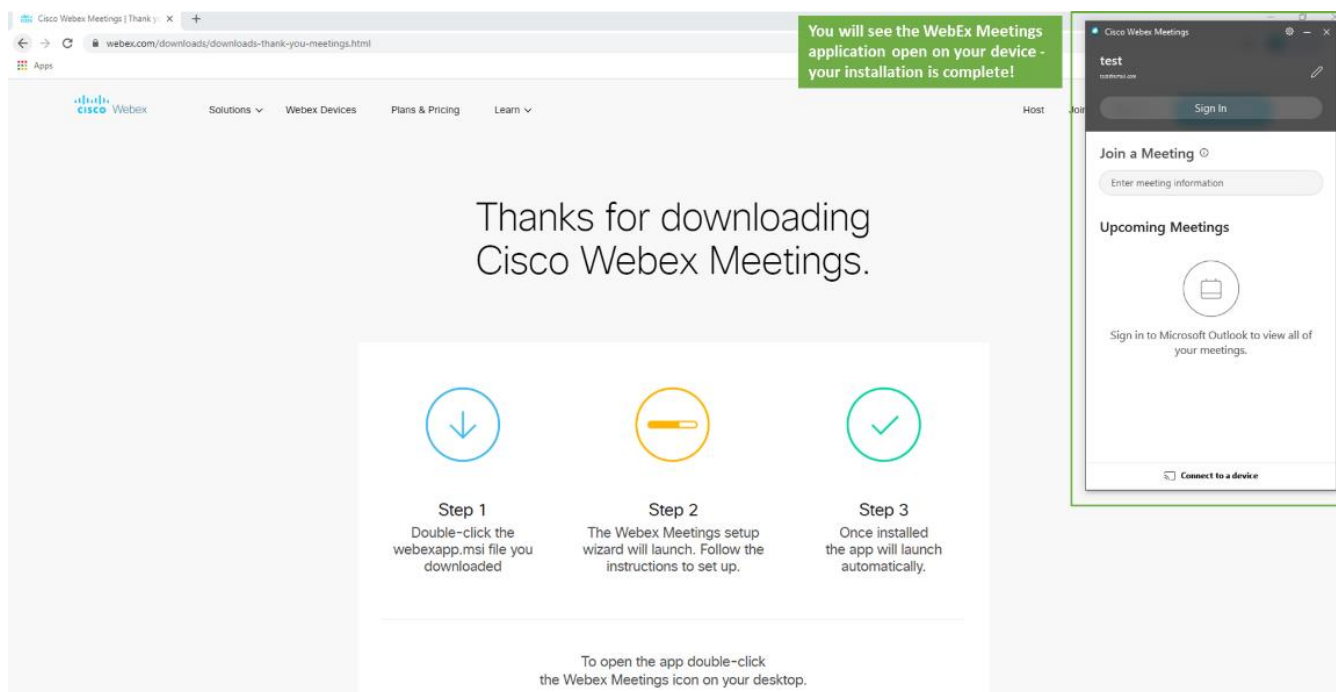 Cisco Webex Meetings | Thank y
webex.com/downloads/downloads-thank-you-meetings.html
Apps
You will see the WebEx Meetings
application open on your device -
your installation is complete!
CISCO Webex
Solutions
Webex Devices
Plans & Pricing
Learn
Host
Joi
Thanks for downloading
Cisco Webex Meetings.
Step 1
Double-click the
webexapp.msi file you
downloaded
Step 2
The Webex Meetings setup
wizard will launch. Follow the
instructions to set up.
Step 3
Once installed
the app will launch
automatically.
To open the app double-click
the Webex Meetings icon on your desktop.
Cisco Webex Meetings
test
Sign In
Join a Meeting
Enter meeting information
Upcoming Meetings
Sign in to Microsoft Outlook to view all of
your meetings.
Connect to a device